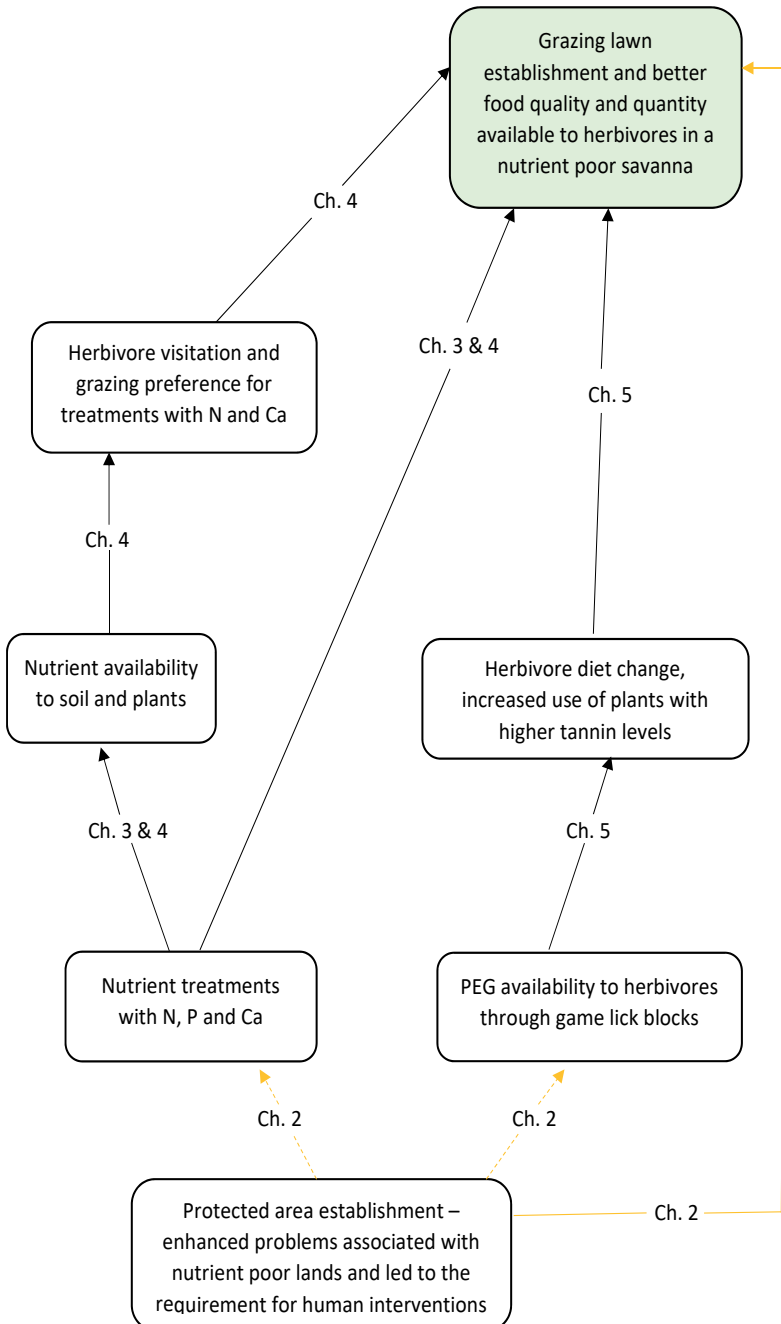 Grazing lawn
establishment and better
food quality and quantity
available to herbivores in a
nutrient poor savanna
Ch. 4
Ch. 3 & 4
Herbivore visitation and
grazing preference for
treatments with N and Ca
Ch. 5
Ch. 4
Nutrient availability
to soil and plants
Herbivore diet change,
increased use of plants with
higher tannin levels
Ch. 3 & 4
Ch. 5
Nutrient treatments
with N, P and Ca
PEG availability to herbivores
through game lick blocks
Ch. 2
Ch. 2
Protected area establishment –
enhanced problems associated with
nutrient poor lands and led to the
requirement for human interventions
Ch. 2